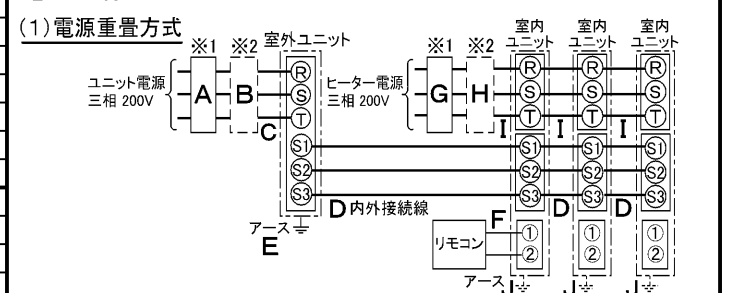 (1)電源重畳方式
※1 ※2 室外ユニット
ユニット電源
三相 200V
A B
R
S
T
C
S1
S2
S3
D 内外接続線
アース
E
※1 ※2
ヒーター電源
三相 200V
G H
室内
ユニット
室内
ユニット
室内
ユニット
R R R
S S S
T T T
I I I
S1 S1 S1
S2 S2 S2
S3 S3 S3
D D
F
リモコン
① ① ①
② ② ②
アース J J J